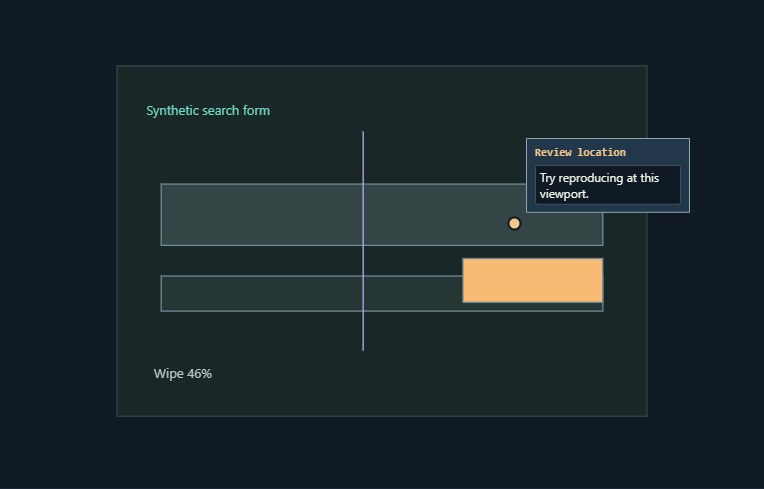 Synthetic search form
Review location
Try reproducing at this
viewport.
Wipe 46%